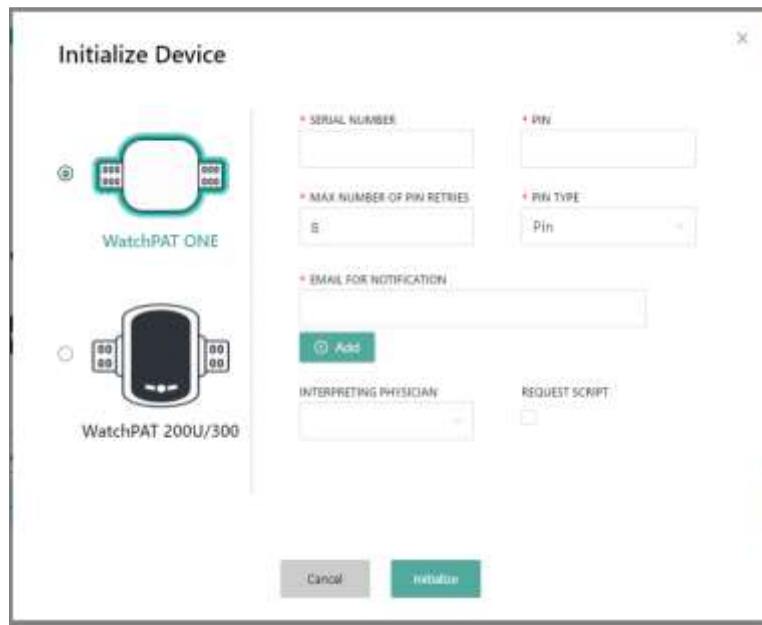 Initialize Device
* SERIAL NUMBER
* PIN
* MAX NUMBER OF PIN RETRIES
* PIN TYPE
Pin
WatchPAT ONE
* EMAIL FOR NOTIFICATION
Add
INTERPRETING PHYSICIAN
REQUEST SCRIPT
WatchPAT 200U/300
Cancel
Initialize